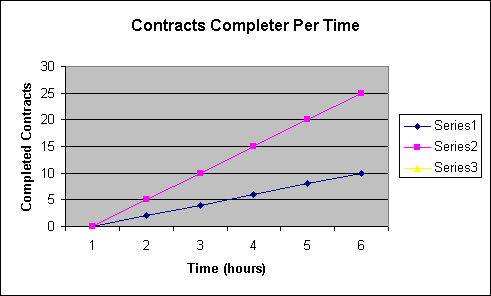 Contracts Completer Per Time
Completed Contracts
30
25
20
15
10
5
0
1 2 3 4 5 6
Time (hours)
Series1
Series2
Series3